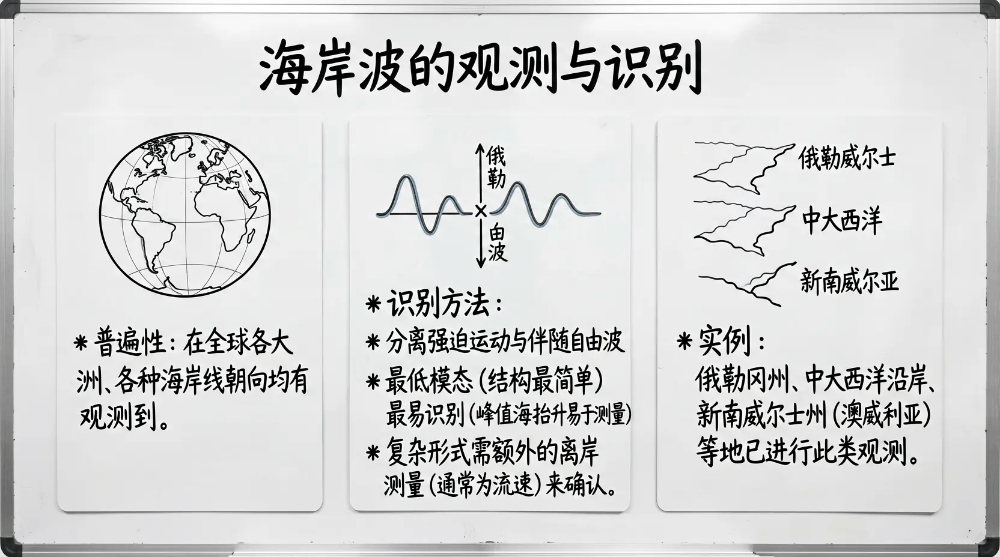 海岸波的观测与识别
* 普遍性：在全球各大
洲、各种海岸线朝向均有
观测到。
俄
勒
×
由
波
* 识别方法：
* 分离强迫运动与伴随自由波
* 最低模态（结构最简单）
最易识别（峰值海抬升易于测量）
* 复杂形式需额外的离岸
测量（通常为流速）来确认。
俄勒威尔士
中大西洋
新南威尔亚
* 实例：
俄勒冈州、中大西洋沿岸、
新南威尔士州（澳威利亚）
等地已进行此类观测。